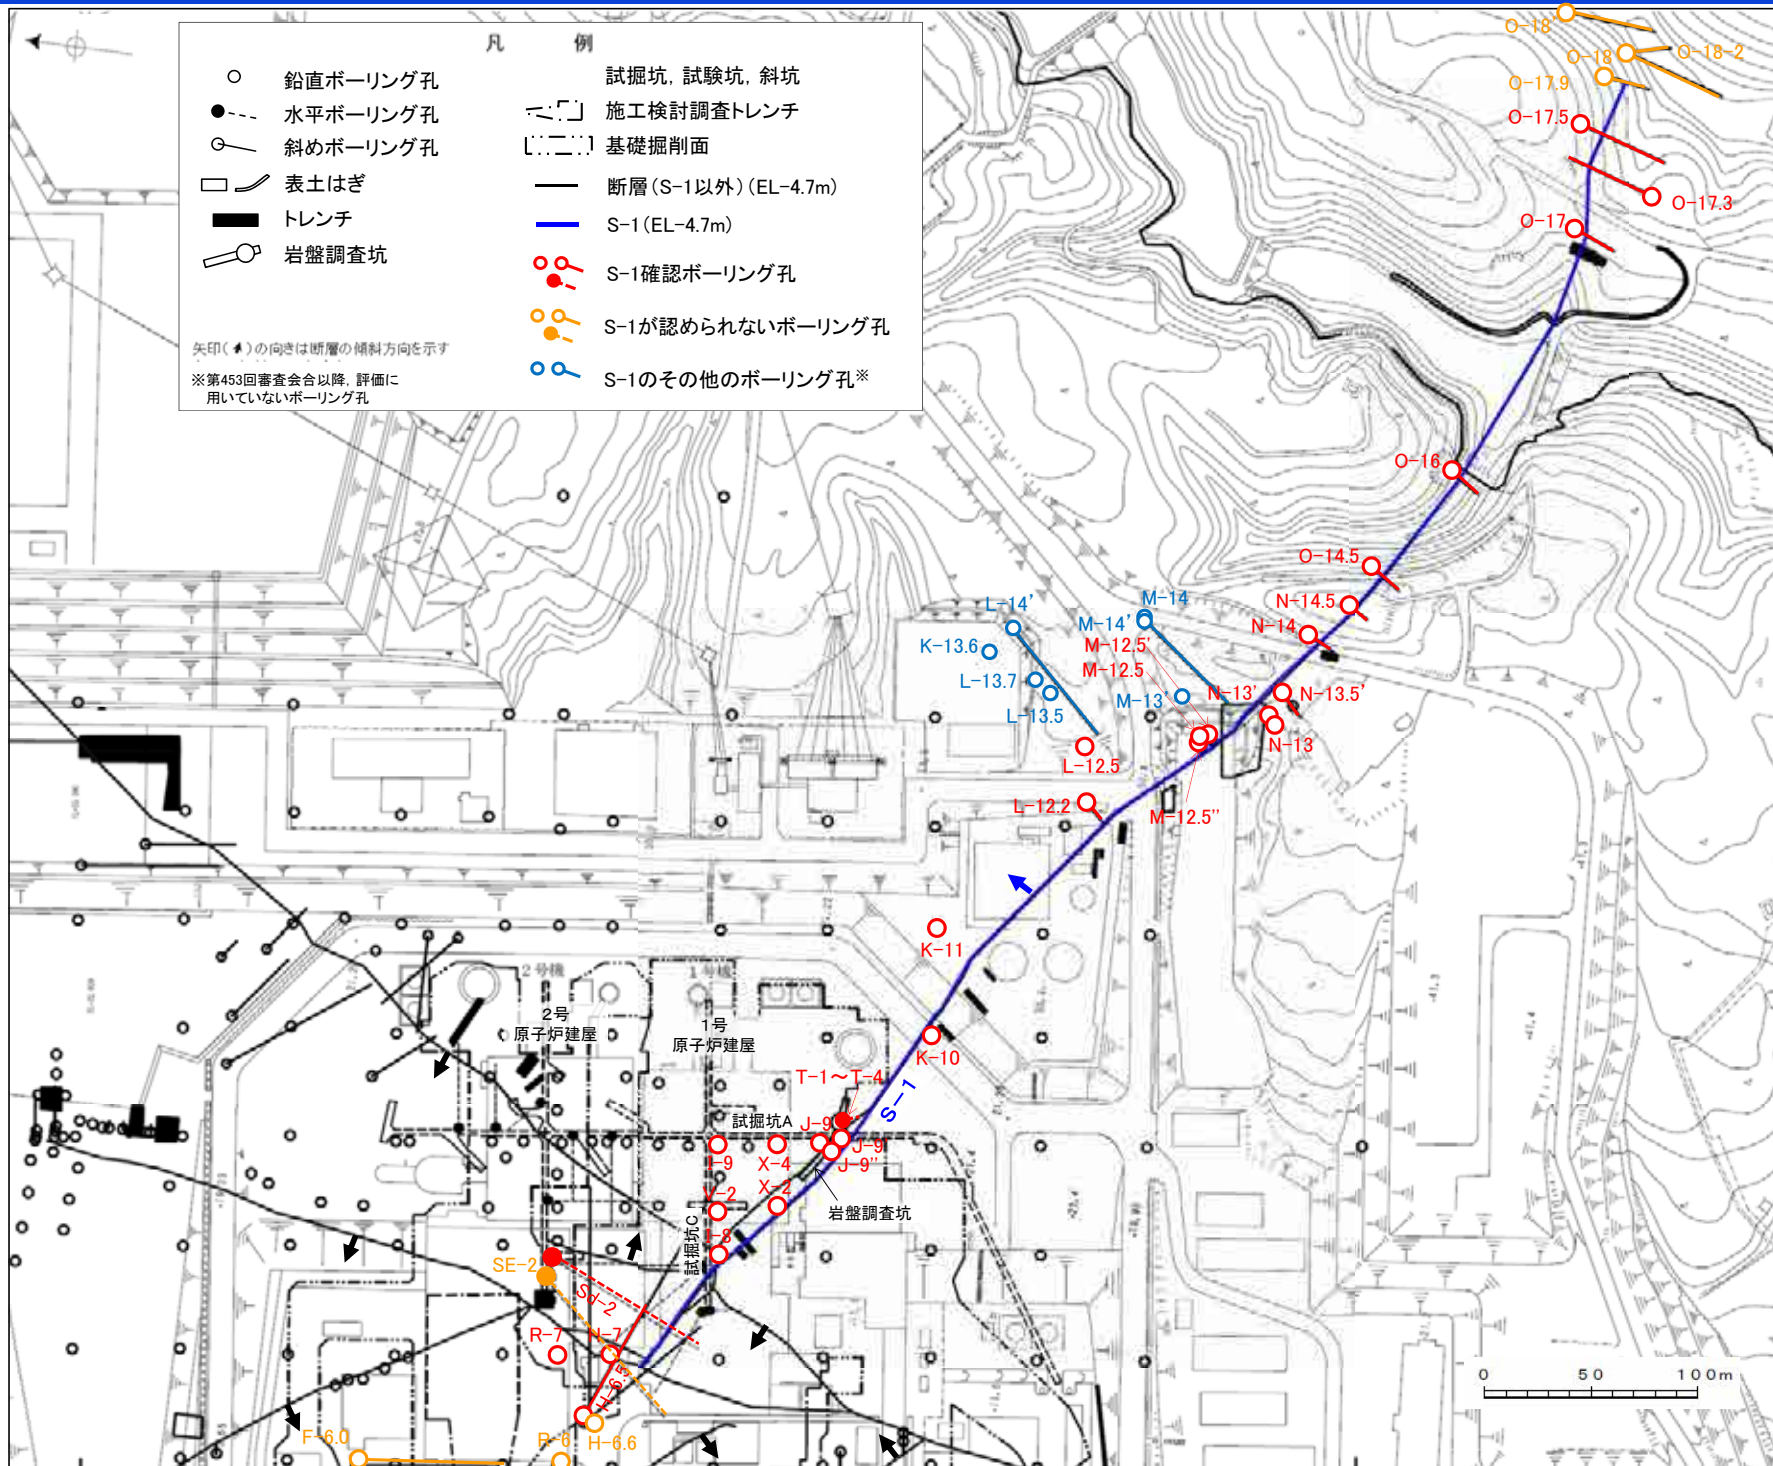 凡 例
鉛直ボーリング孔
水平ボーリング孔
斜めボーリング孔
表土はぎ
トレンチ
岩盤調査坑
試掘坑, 試験坑, 斜坑
施工検討調査トレンチ
基礎掘削面
断層(S-1以外)(EL-4.7m)
S-1(EL-4.7m)
S-1確認ボーリング孔
S-1が認められないボーリング孔
S-1のその他のボーリング孔※
矢印( )の向きは断層の傾斜方向を示す
※第453回審査会合以降, 評価に
用いていないボーリング孔
O-18'
O-18
O-18-2
O-17.9
O-17.5
O-17.3
O-17
O-16
O-14.5
N-14.5
N-14
L-14'
M-14
M-14'
K-13.6
M-12.5'
M-12.5
L-13.7
L-13.5
M-13'
N-13'
N-13.5'
N-13
L-12.5
L-12.2
M-12.5''
K-11
K-10
2号機
1号機
2号
原子炉建屋
1号
原子炉建屋
T-1～T-4
S-1
試掘坑A
J-9'
J-9
J-9''
I-9
X-4
V-2
X-2
岩盤調査坑
I-8
試掘坑C
SE-2
Sd-2
R-7
H-7
H-6.5
F-6.0
R-6
H-6.6
0 50 100m